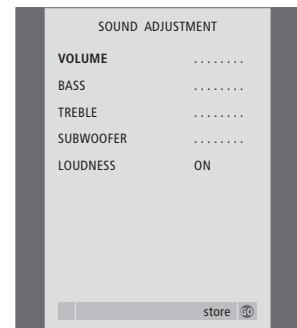 SOUND ADJUSTMENT
VOLUME ........
BASS ........
TREBLE ........
SUBWOOFER ........
LOUDNESS ON
store GO